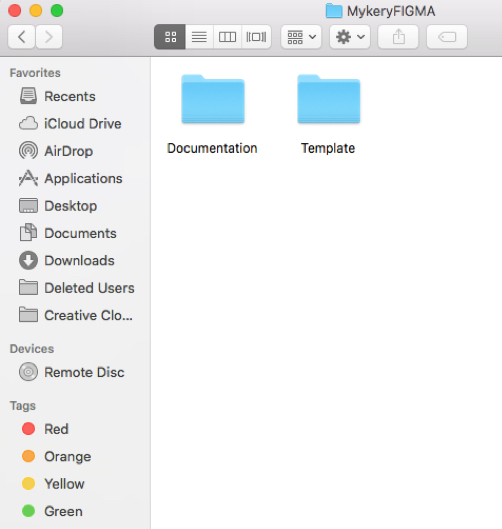 MykeryFIGMA
Favorites
Recents
iCloud Drive
AirDrop
Applications
Desktop
Documents
Downloads
Deleted Users
Creative Clo...
Devices
Remote Disc
Tags
Red
Orange
Yellow
Green
Documentation
Template